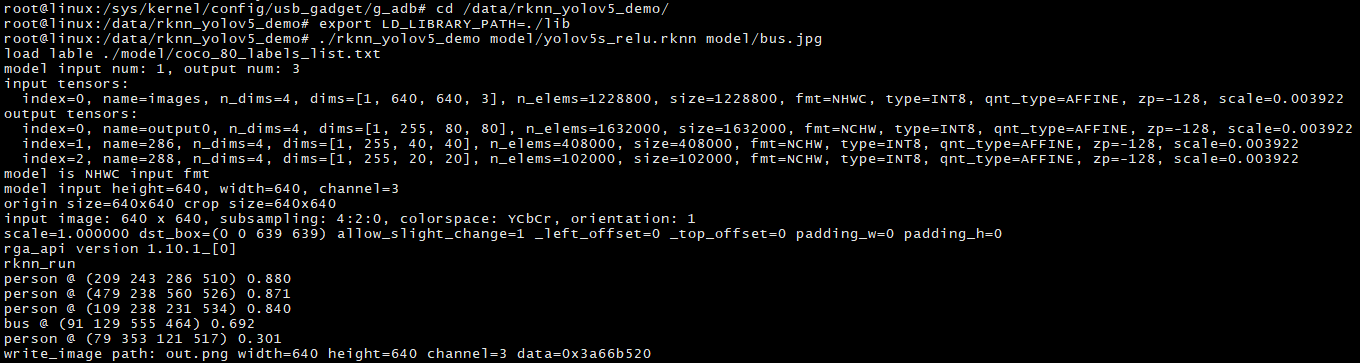 root@linux:/sys/kernel/config/usb_gadget/g_adb# cd /data/rknn_yolov5_demo/
root@linux:/data/rknn_yolov5_demo# export LD_LIBRARY_PATH=./lib
root@linux:/data/rknn_yolov5_demo# ./rknn_yolov5_demo model/yolov5s_relu.rknn model/bus.jpg
load lable ./model/coco_80_labels_list.txt
model input num: 1, output num: 3
input tensors:
  index=0, name=images, n_dims=4, dims=[1, 640, 640, 3], n_elems=1228800, size=1228800, fmt=NHWC, type=INT8, qnt_type=AFFINE, zp=-128, scale=0.003922
output tensors:
  index=0, name=output0, n_dims=4, dims=[1, 255, 80, 80], n_elems=1632000, size=1632000, fmt=NCHW, type=INT8, qnt_type=AFFINE, zp=-128, scale=0.003922
  index=1, name=286, n_dims=4, dims=[1, 255, 40, 40], n_elems=408000, size=408000, fmt=NCHW, type=INT8, qnt_type=AFFINE, zp=-128, scale=0.003922
  index=2, name=288, n_dims=4, dims=[1, 255, 20, 20], n_elems=102000, size=102000, fmt=NCHW, type=INT8, qnt_type=AFFINE, zp=-128, scale=0.003922
model is NHWC input fmt
model input height=640, width=640, channel=3
origin size=640x640 crop size=640x640
input image: 640 x 640, subsampling: 4:2:0, colorspace: YCbCr, orientation: 1
scale=1.000000 dst_box=(0 0 639 639) allow_slight_change=1 _left_offset=0 _top_offset=0 padding_w=0 padding_h=0
rga_api version 1.10.1_[0]
rknn_run
person @ (209 243 286 510) 0.880
person @ (479 238 560 526) 0.871
person @ (109 238 231 534) 0.840
bus @ (91 129 555 464) 0.692
person @ (79 353 121 517) 0.301
write_image path: out.png width=640 height=640 channel=3 data=0x3a66b520